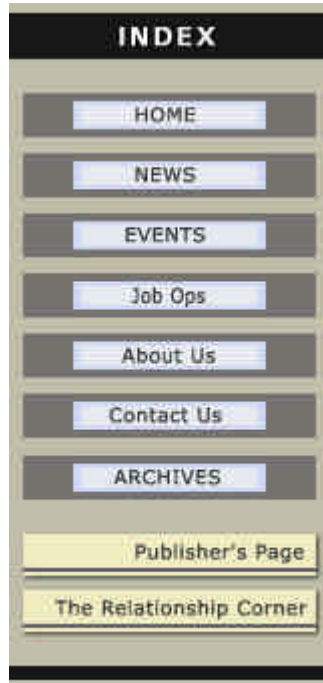 INDEX
HOME
NEWS
EVENTS
Job Ops
About Us
Contact Us
ARCHIVES
Publisher's Page
The Relationship Corner